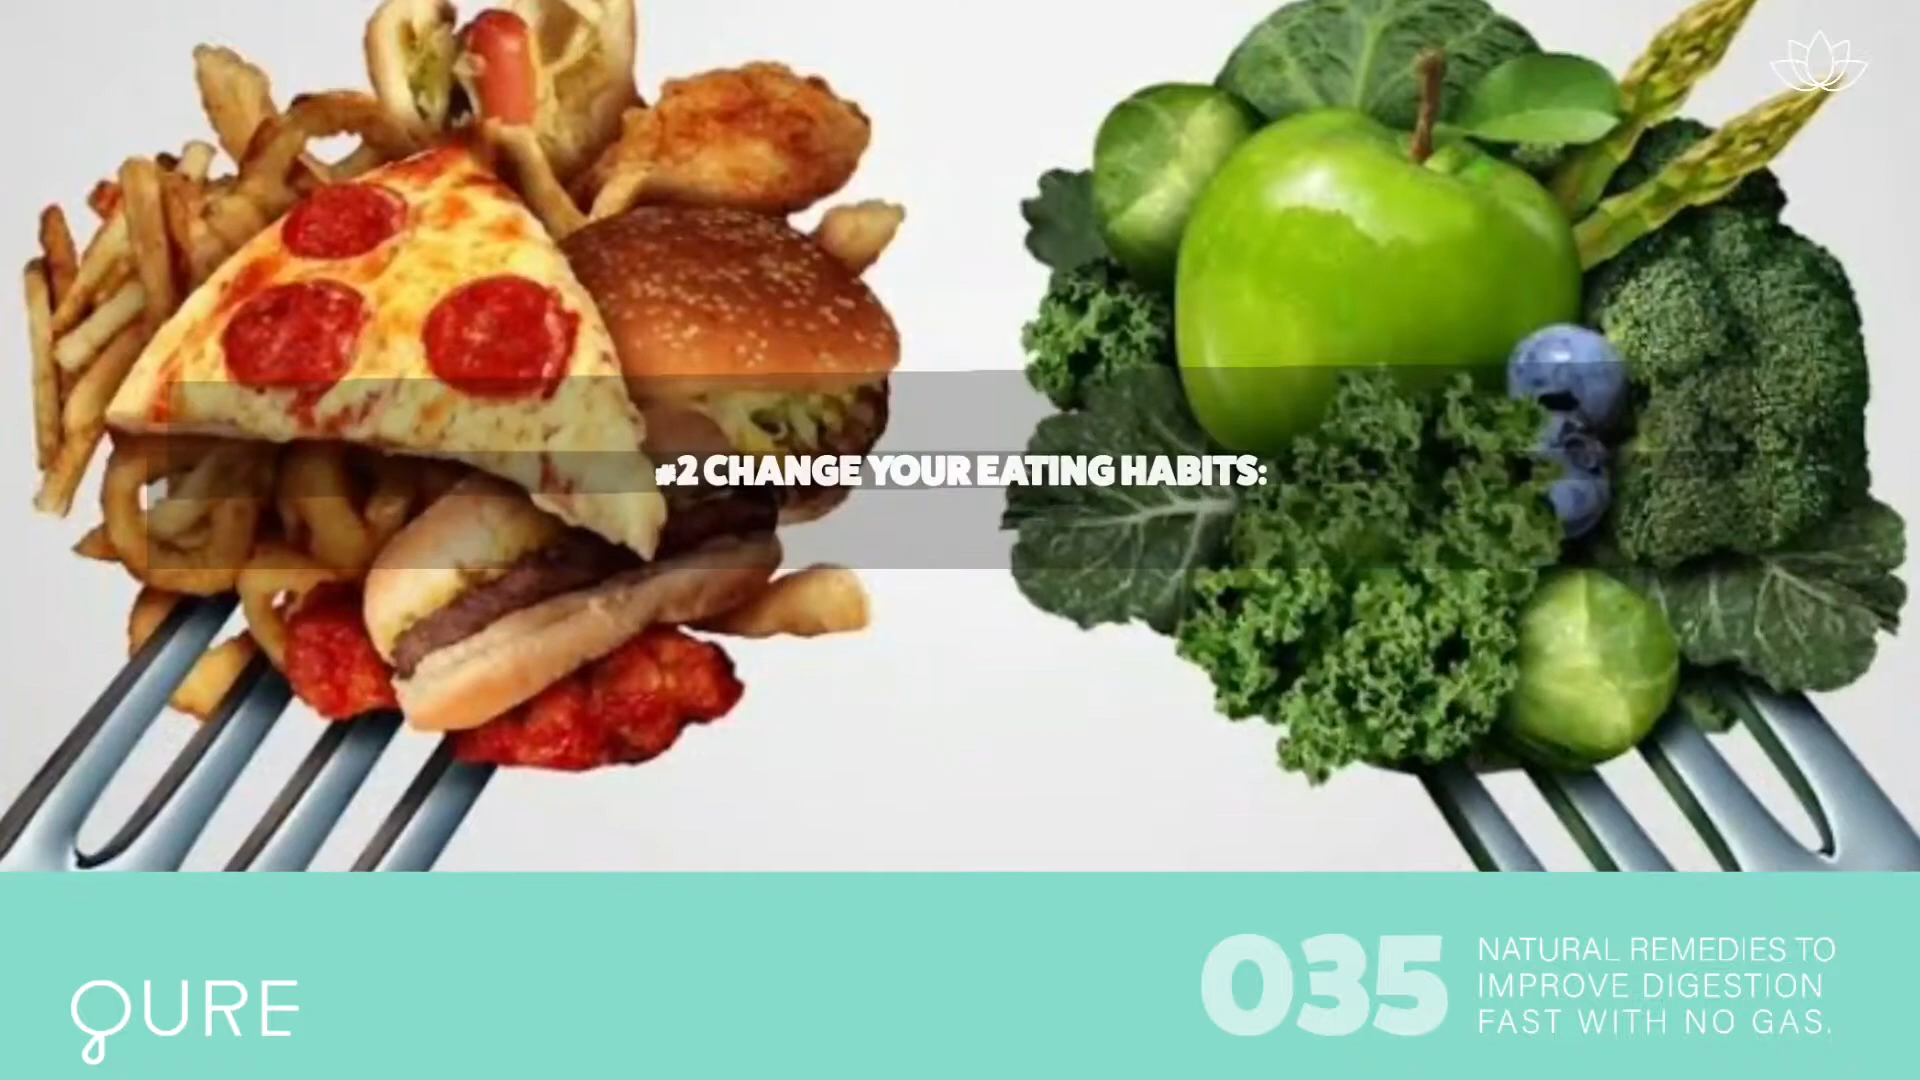 #2 CHANGE YOUR EATING HABITS:
QURE
035
NATURAL REMEDIES TO
IMPROVE DIGESTION
FAST WITH NO GAS.